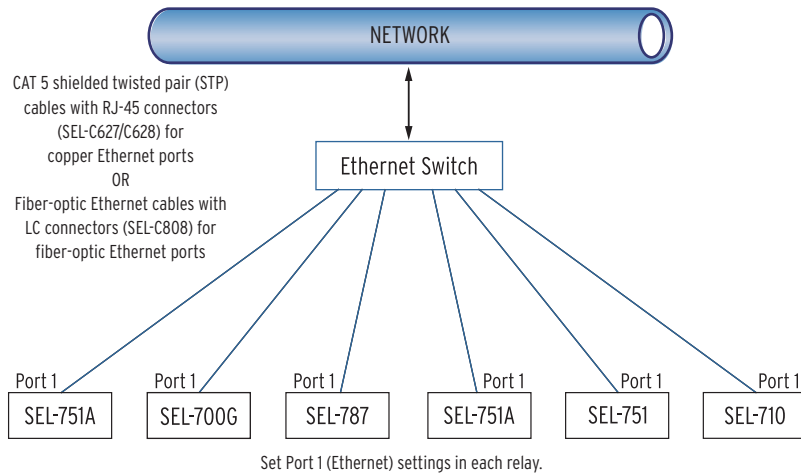 NETWORK
CAT 5 shielded twisted pair (STP)
cables with RJ-45 connectors
(SEL-C627/C628) for
copper Ethernet ports
OR
Fiber-optic Ethernet cables with
LC connectors (SEL-C808) for
fiber-optic Ethernet ports
Ethernet Switch
Port 1 Port 1 Port 1 Port 1 Port 1 Port 1
SEL-751A SEL-700G SEL-787 SEL-751A SEL-751 SEL-710
Set Port 1 (Ethernet) settings in each relay.